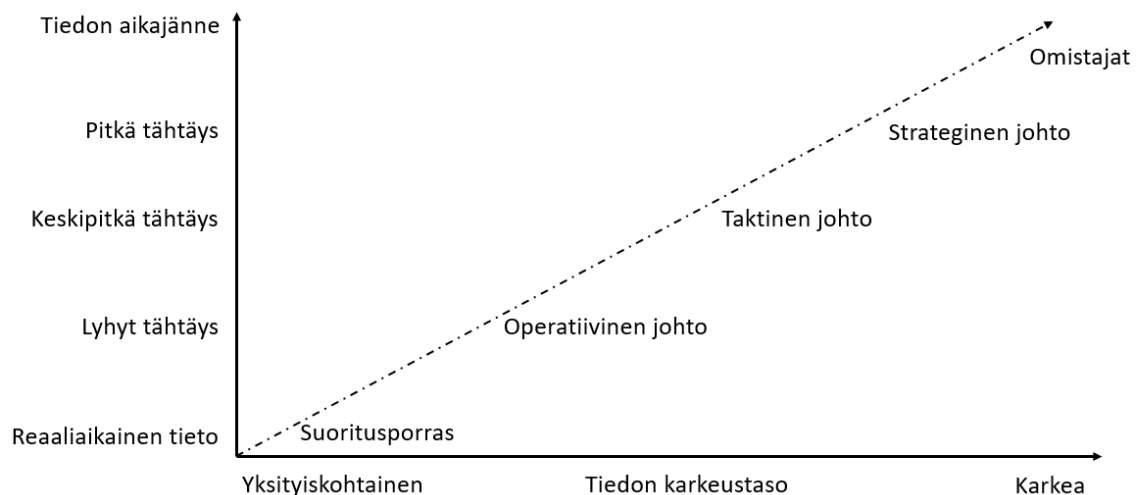 Tiedon aikajänne
Omistajat
Pitkä tähtäys
Strateginen johto
Keskipitkä tähtäys
Taktinen johto
Lyhyt tähtäys
Operatiivinen johto
Reaaliaikainen tieto
Suoritusporras
Yksityiskohtainen
Tiedon karkeustaso
Karkea